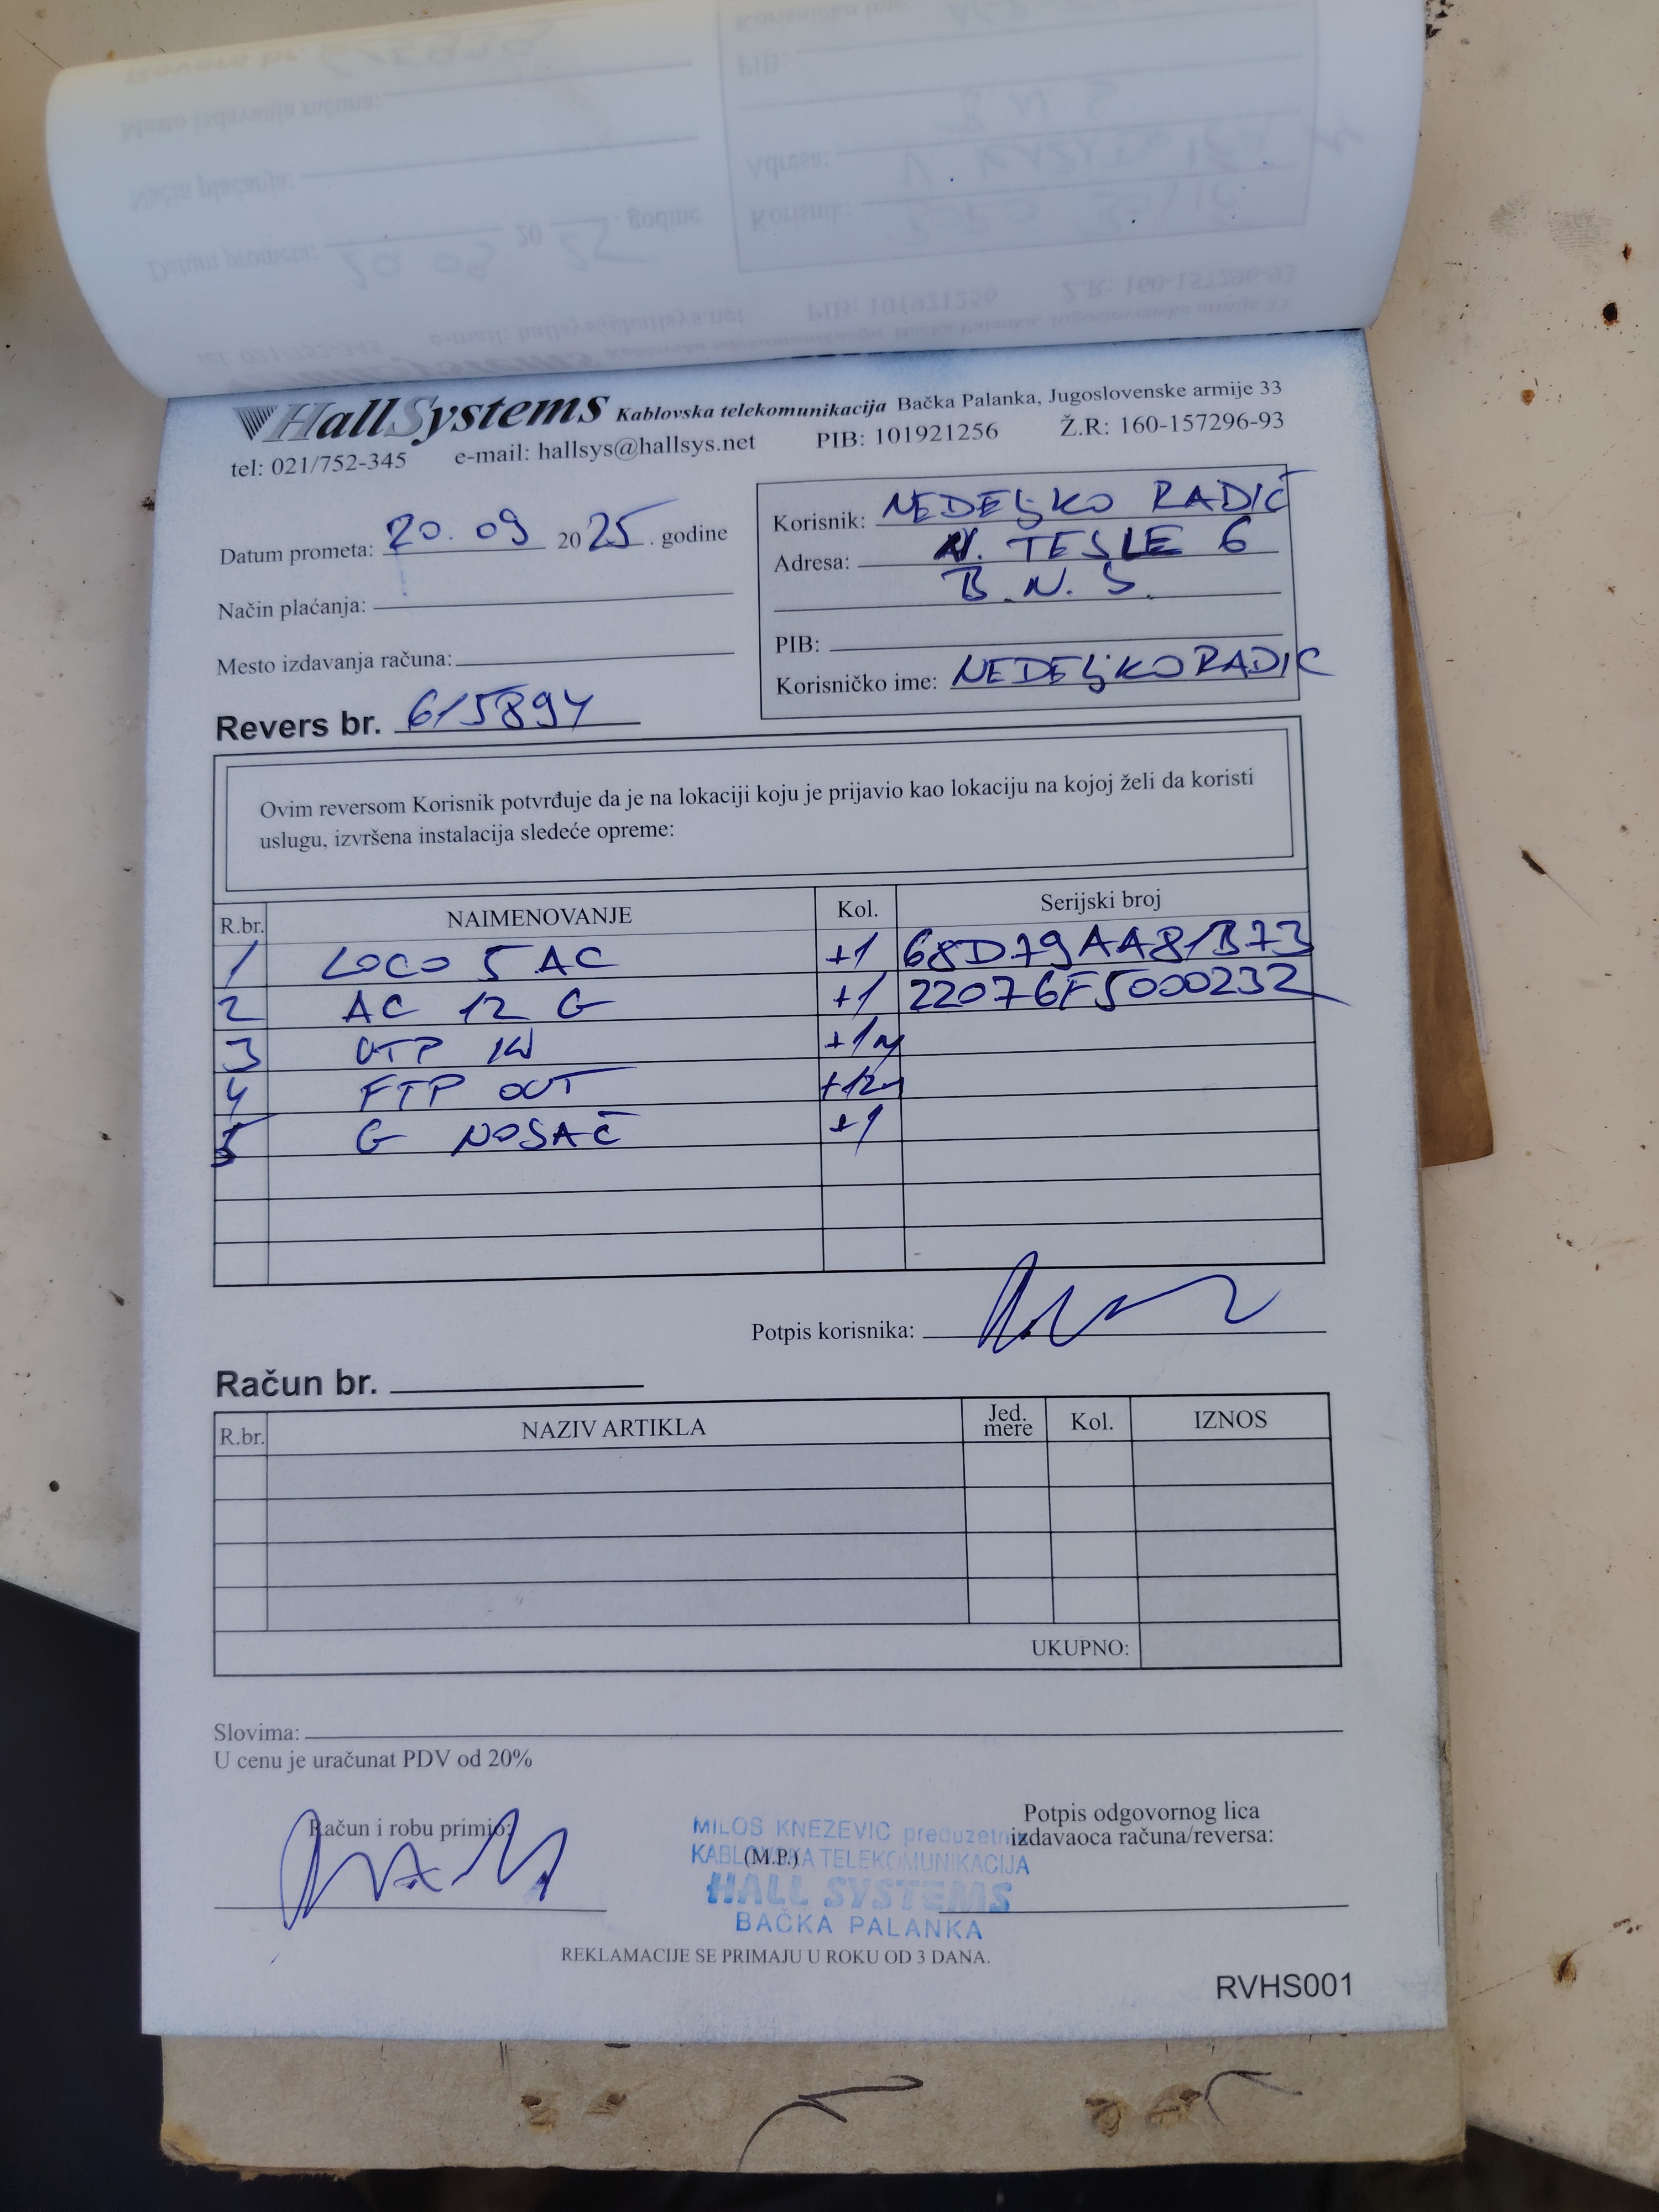 HallSystems Kablovska telekomunikacija Bačka Palanka, Jugoslovenske armije 33
tel: 021/752-345 e-mail: hallsys@hallsys.net PIB: 101921256 Ž.R: 160-157296-93
Datum prometa: 20. 09 2025. godine
Način plaćanja:
Mesto izdavanja računa:
Revers br. 615894
Korisnik: NEDELJKO RADIĆ
Adresa: N. TESLE 6
B.N.S.
PIB:
Korisničko ime: NEDELJKORADIC
Ovim reversom Korisnik potvrđuje da je na lokaciji koju je prijavio kao lokaciju na kojoj želi da koristi
uslugu, izvršena instalacija sledeće opreme:
R.br. NAIMENOVANJE Kol. Serijski broj
1 LOCO 5 AC +1 68D79AA81B73
2 AC 12 G +1 22076F5000232
3 UTP IN +1m
4 FTP OUT +12m
5 G NOSAČ +1
Potpis korisnika:
Račun br.
R.br. NAZIV ARTIKLA Jed. mere Kol. IZNOS
UKUPNO:
Slovima:
U cenu je uračunat PDV od 20%
Račun i robu primio:
(M.P.)
MILOŠ KNEZEVIC preduzetnik
KABLOVSKA TELEKOMUNIKACIJA
HALL SYSTEMS
BAČKA PALANKA
Potpis odgovornog lica
izdavaoca računa/reversa:
REKLAMACIJE SE PRIMAJU U ROKU OD 3 DANA.
RVHS001